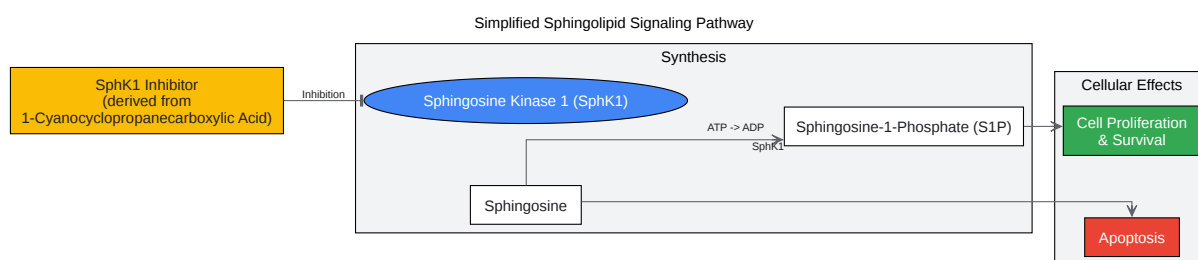 Simplified Sphingolipid Signaling Pathway
Synthesis
SphK1 Inhibitor
(derived from
1-Cyanocyclopropanecarboxylic Acid)
Inhibition
Sphingosine Kinase 1 (SphK1)
ATP -> ADP
SphK1
Sphingosine-1-Phosphate (S1P)
Sphingosine
Cellular Effects
Cell Proliferation
& Survival
Apoptosis